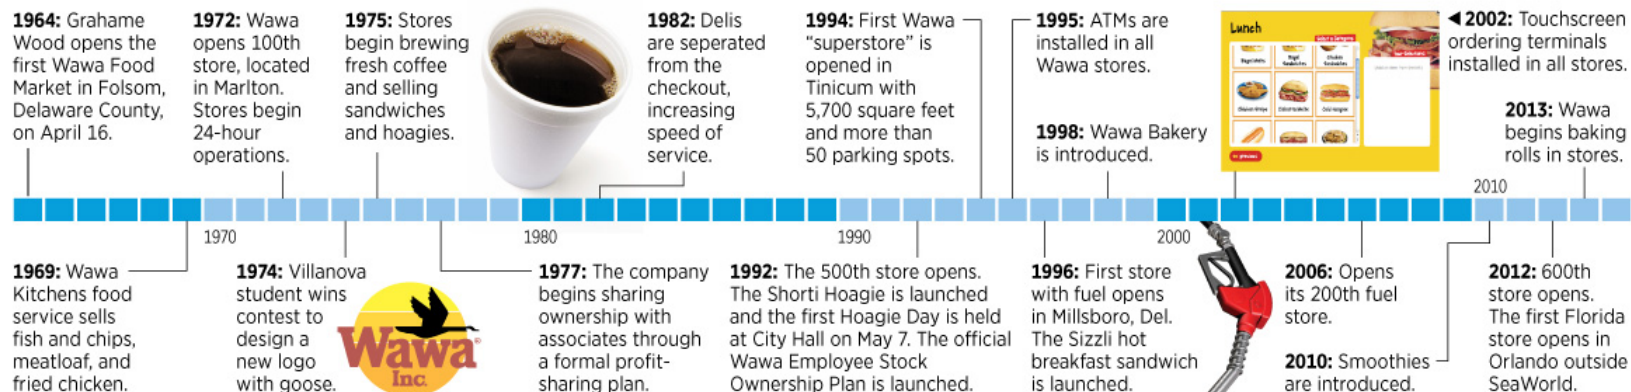 1964: Grahame
Wood opens the
first Wawa Food
Market in Folsom,
Delaware County,
on April 16.
1972: Wawa
opens 100th
store, located
in Marlton.
Stores begin
24-hour
operations.
1975: Stores
begin brewing
fresh coffee
and selling
sandwiches
and hoagies.
1982: Delis
are seperated
from the
checkout,
increasing
speed of
service.
1994: First Wawa
“superstore” is
opened in
Tinicum with
5,700 square feet
and more than
50 parking spots.
1995: ATMs are
installed in all
Wawa stores.
1998: Wawa Bakery
is introduced.
Lunch
◀ 2002: Touchscreen
ordering terminals
installed in all stores.
2013: Wawa
begins baking
rolls in stores.
1970
1980
1990
2000
2010
1969: Wawa
Kitchens food
service sells
fish and chips,
meatloaf, and
fried chicken.
1974: Villanova
student wins
contest to
design a
new logo
with goose.
Wawa
Inc.
1977: The company
begins sharing
ownership with
associates through
a formal profit-
sharing plan.
1992: The 500th store opens.
The Shorti Hoagie is launched
and the first Hoagie Day is held
at City Hall on May 7. The official
Wawa Employee Stock
Ownership Plan is launched.
1996: First store
with fuel opens
in Millsboro, Del.
The Sizzli hot
breakfast sandwich
is launched.
2006: Opens
its 200th fuel
store.
2010: Smoothies
are introduced.
2012: 600th
store opens.
The first Florida
store opens in
Orlando outside
SeaWorld.